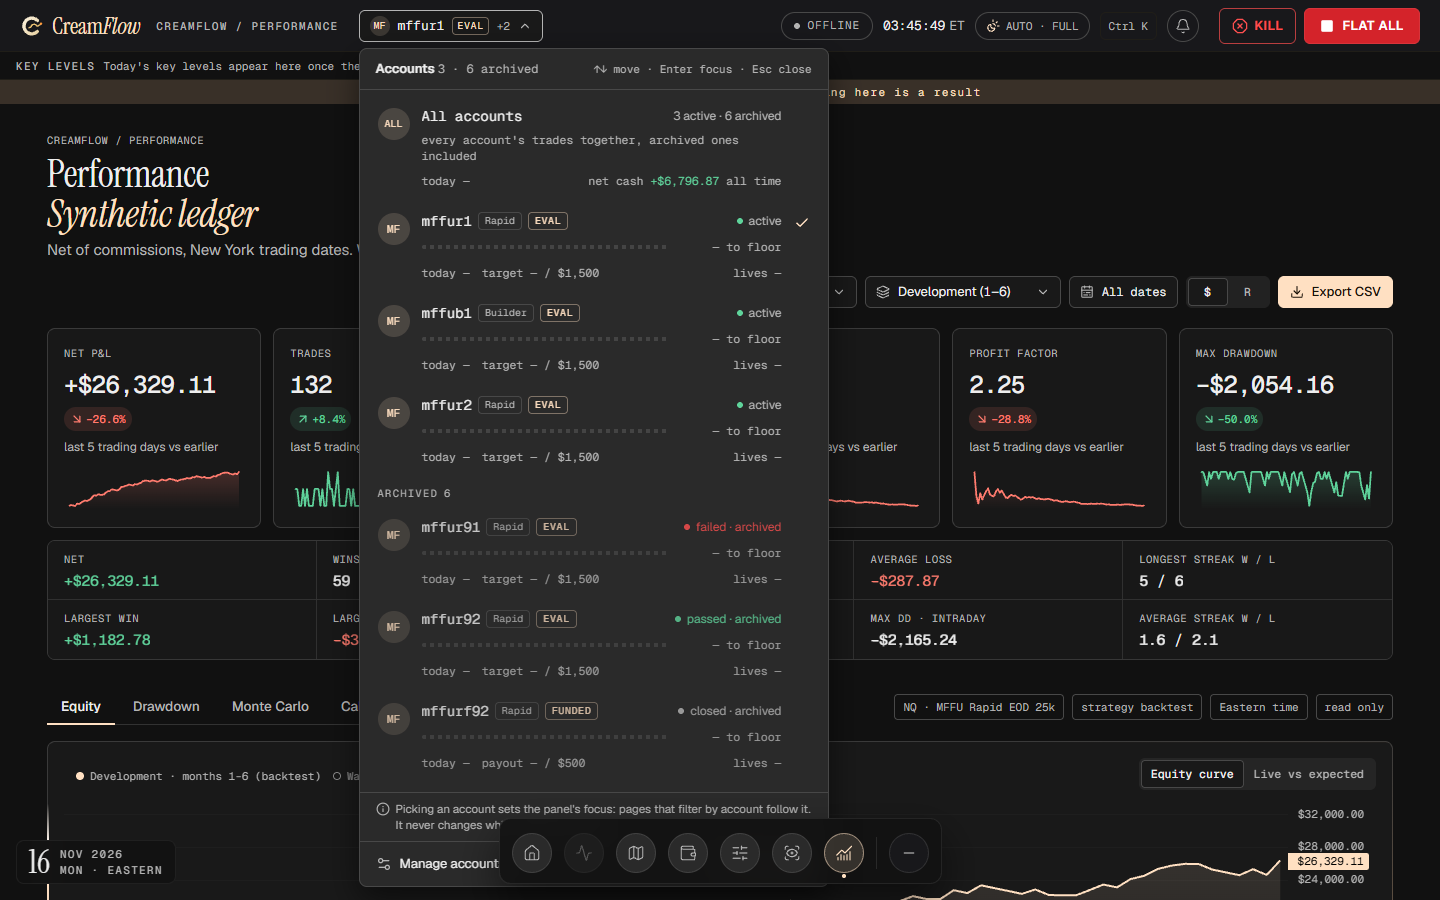 CreamFlow CREAMFLOW / PERFORMANCE MF mffur1 EVAL +2 OFFLINE 03:45:49 ET AUTO · FULL Ctrl K KILL FLAT ALL
KEY LEVELS Today's key levels appear here once the
ng here is a result
Accounts 3 · 6 archived move · Enter focus · Esc close
ALL All accounts 3 active · 6 archived
every account's trades together, archived ones
included
today — net cash +$6,796.87 all time
MF mffur1 Rapid EVAL active
— to floor
today — target — / $1,500 lives —
MF mffub1 Builder EVAL active
— to floor
today — target — / $1,500 lives —
MF mffur2 Rapid EVAL active
— to floor
today — target — / $1,500 lives —
ARCHIVED 6
MF mffur91 Rapid EVAL failed · archived
— to floor
today — target — / $1,500 lives —
MF mffur92 Rapid EVAL passed · archived
— to floor
today — target — / $1,500 lives —
MF mffurf92 Rapid FUNDED closed · archived
— to floor
today — payout — / $500 lives —
Picking an account sets the panel's focus: pages that filter by account follow it.
It never changes wh
Manage account
CREAMFLOW / PERFORMANCE
Performance
Synthetic ledger
Net of commissions, New York trading dates.
Development (1–6) All dates $ R Export CSV
NET P&L
+$26,329.11
-26.6%
last 5 trading days vs earlier
TRADES
132
+8.4%
last 5 trading
ays vs earlier
PROFIT FACTOR
2.25
-28.8%
last 5 trading days vs earlier
MAX DRAWDOWN
-$2,054.16
-50.0%
last 5 trading days vs earlier
NET
+$26,329.11
WINS
59
AVERAGE LOSS
-$287.87
LONGEST STREAK W / L
5 / 6
LARGEST WIN
+$1,182.78
LARG
-$3
MAX DD · INTRADAY
-$2,165.24
AVERAGE STREAK W / L
1.6 / 2.1
Equity Drawdown Monte Carlo Ca
NQ · MFFU Rapid EOD 25k strategy backtest Eastern time read only
Development · months 1-6 (backtest) Wa
Equity curve Live vs expected
$32,000.00
$28,000.00
$26,329.11
$24,000.00
16 NOV 2026
MON · EASTERN